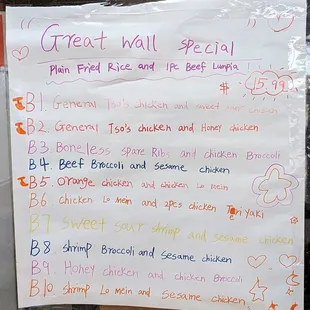 Great Wall Special
Plain Fried Rice and 1pc Beef Lumpia
$ 15.99
B1 General Tso's chicken and sweet sour chicken
B2. General Tso's chicken and Honey chicken
B3 Boneless Spare Ribs and chicken Broccoli
B4. Beef Broccoli and sesame chicken
B5. Orange chicken and chicken Lo mein
B6 chicken Lo mein and 2pcs chicken Teriyaki
B7 Sweet sour shrimp and sesame chicken
B8. shrimp Broccoli and sesame chicken
B9. Honey chicken and chicken Broccoli
B10. shrimp Lo mein and sesame chicken